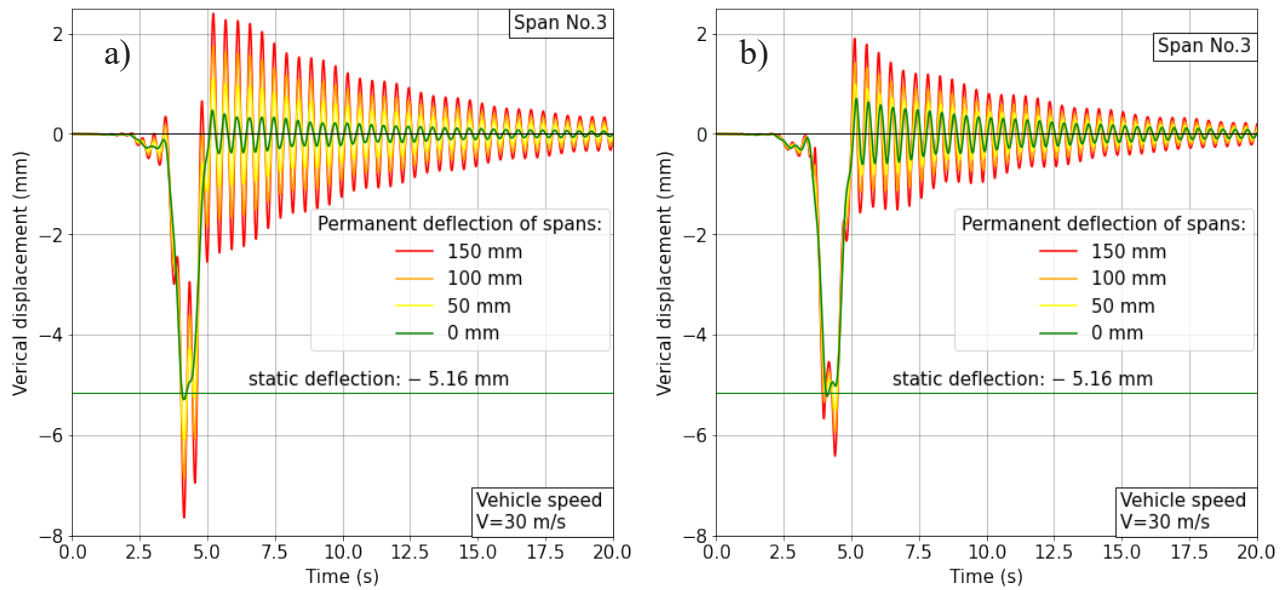 a)
Span No.3
2
0
−2
−4
−6
−8
Verical displacement (mm)
Permanent deflection of spans:
150 mm
100 mm
50 mm
0 mm
static deflection: − 5.16 mm
Vehicle speed
V=30 m/s
0.0 2.5 5.0 7.5 10.0 12.5 15.0 17.5 20.0
Time (s)
b)
Span No.3
2
0
−2
−4
−6
−8
Verical displacement (mm)
Permanent deflection of spans:
150 mm
100 mm
50 mm
0 mm
static deflection: − 5.16 mm
Vehicle speed
V=30 m/s
0.0 2.5 5.0 7.5 10.0 12.5 15.0 17.5 20.0
Time (s)